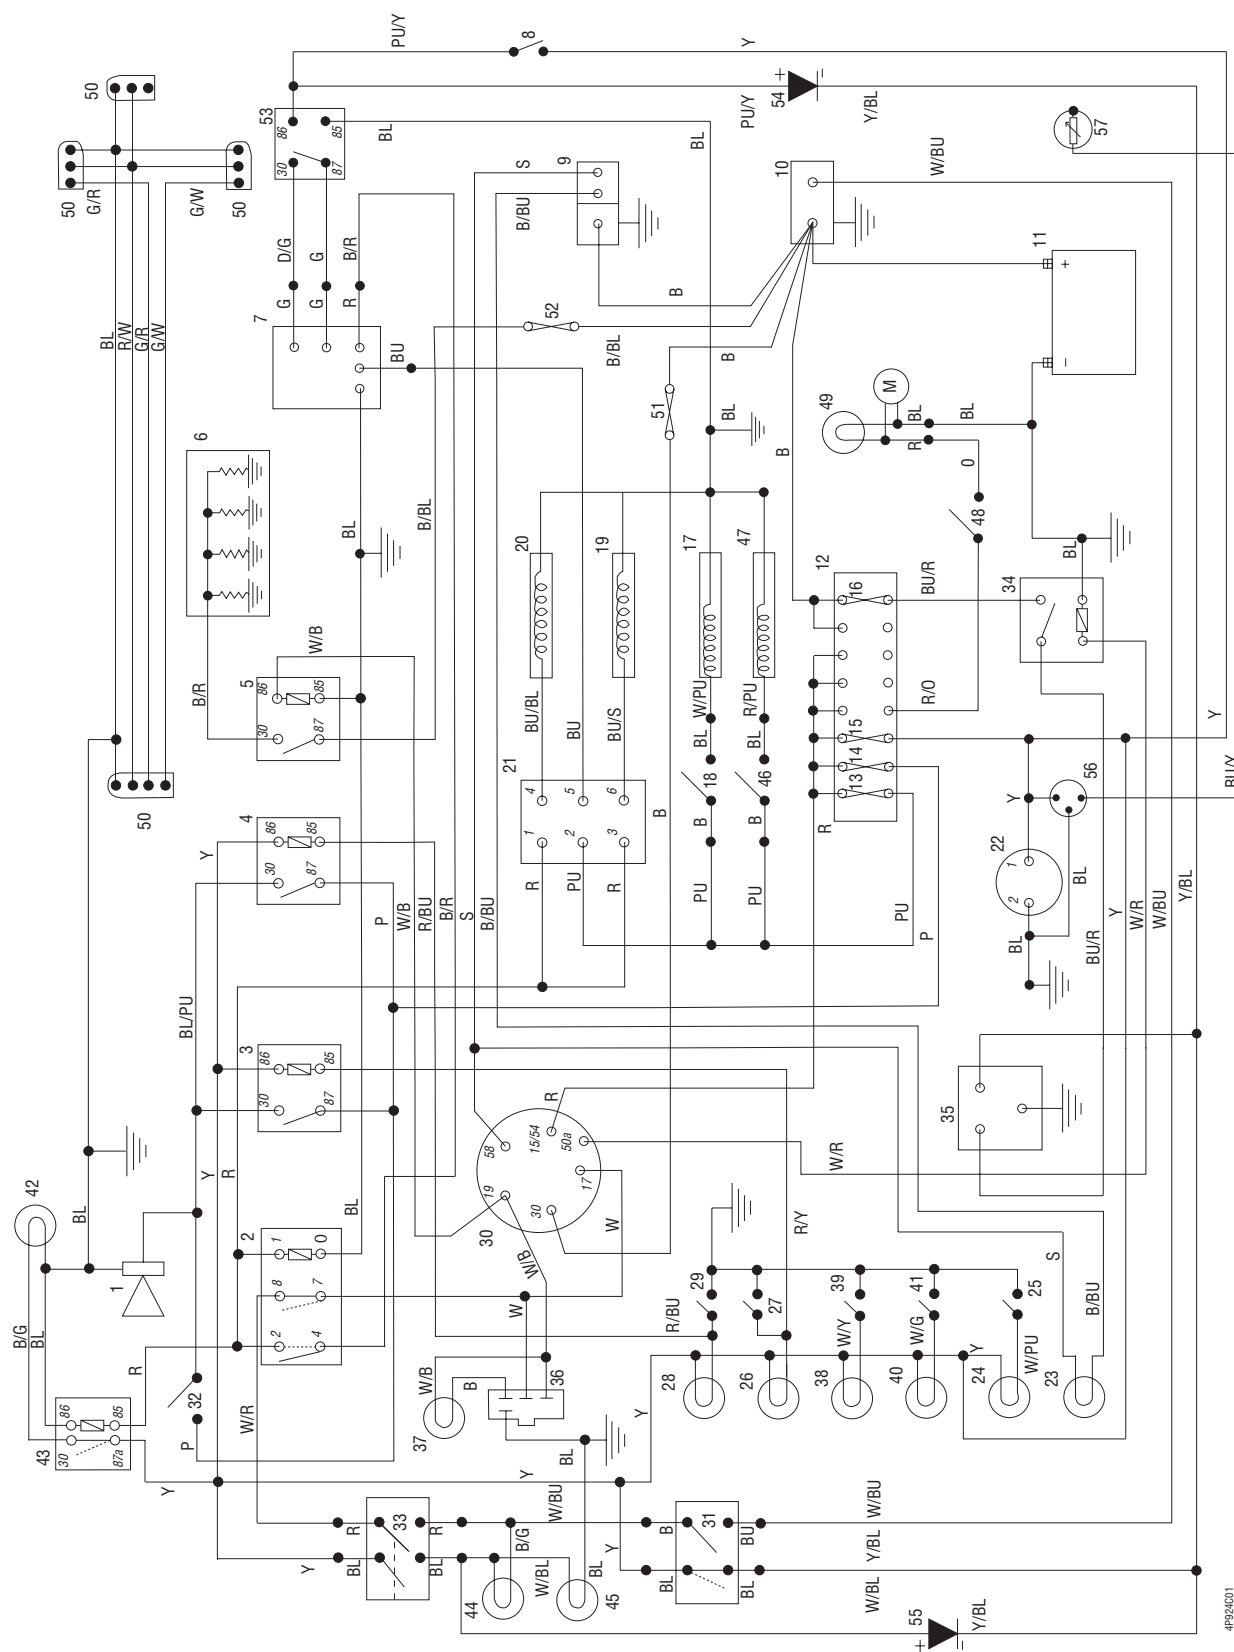 PU/Y
8
Y
50
50
G/R
G/W
50
53
86
85
30
87
BL
PU/Y
54
+
Y/BL
57
BL
R/W
G/R
G/W
D/G
G
B/R
G
G
R
7
S
B/BU
9
BL
10
W/BU
6
BU
52
B/BL
B
B
51
BL
11
+
–
49
M
BL
R
BL
O
48
B
B/R
5
86
85
30
87
W/B
BL
B/BL
20
19
17
47
12
16
BU/R
34
BL
50
BU/BL
BU
BU/S
W/PU
R/PU
R/O
Y
21
4
5
6
1
2
3
BL
BL
18
46
15
14
13
Y
56
BU/Y
4
86
85
30
87
Y
R
PU
R
B
B
B
PU
PU
R
22
1
2
BL
BL
P
W/B
R/BU
B/R
S
B/BU
PU
P
BU/R
Y
W/R
W/BU
Y/BL
BL/PU
3
86
85
30
87
Y
R
BL
58
15/54
50a
19
17
30
30
R
W/R
W
35
42
BL
1
2
1
0
8
7
2
4
W/B
W
R/Y
S
B/BU
B/G
BL
R
32
P
43
86
85
30
87a
W/R
W/B
B
37
36
R/BU
29
27
39
41
25
W/Y
W/G
W/PU
28
26
38
40
24
23
Y
Y
Y
Y
BL
Y
R
BL
33
R
BL
B/G
W/BU
W/BL
44
45
BL
Y
B
BL
31
BU
BL
W/BU
Y/BL
W/BL
55
+
Y/BL
4P924C01